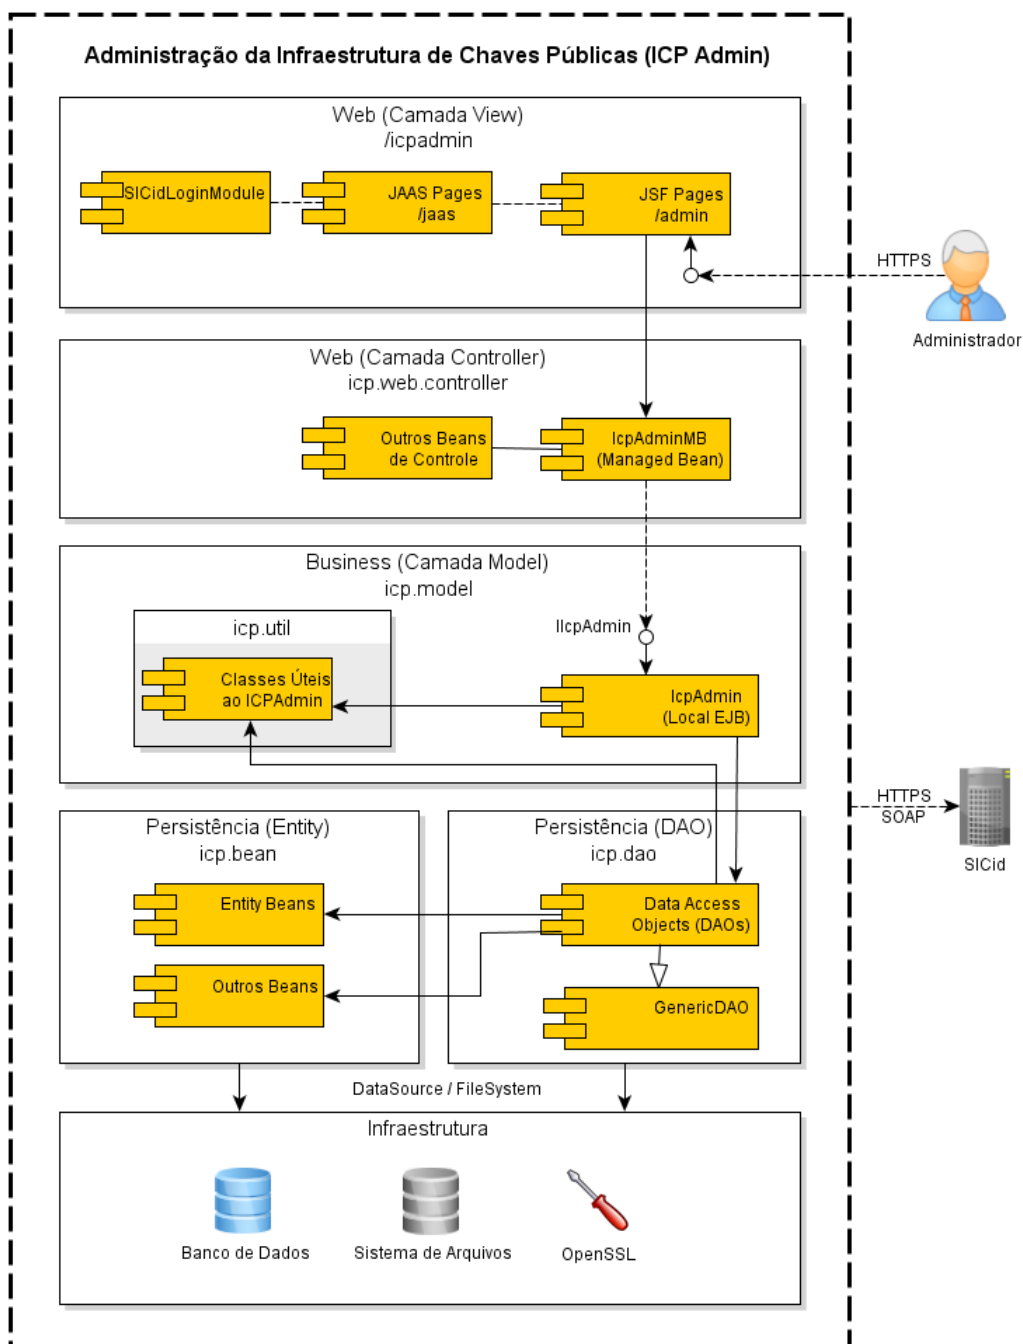 Administração da Infraestrutura de Chaves Públicas (ICP Admin)
Web (Camada View)
/icpadmin
SICidLoginModule
JAAS Pages
/jaas
JSF Pages
/admin
HTTPS
Administrador
Web (Camada Controller)
icp.web.controller
Outros Beans
de Controle
IcpAdminMB
(Managed Bean)
Business (Camada Model)
icp.model
icp.util
IIcpAdmin
Classes Úteis
ao ICPAdmin
IcpAdmin
(Local EJB)
HTTPS
SOAP
SICid
Persistência (Entity)
icp.bean
Entity Beans
Outros Beans
Persistência (DAO)
icp.dao
Data Access
Objects (DAOs)
GenericDAO
DataSource / FileSystem
Infraestrutura
Banco de Dados
Sistema de Arquivos
OpenSSL